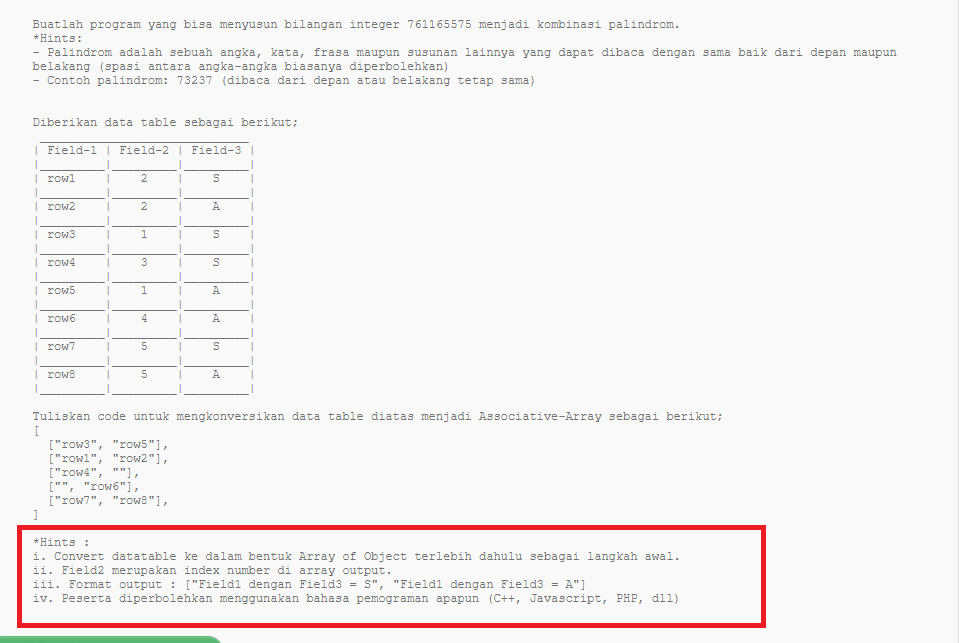 Buatlah program yang bisa menyusun bilangan integer 761165575 menjadi kombinasi palindrom.
*Hints:
- Palindrom adalah sebuah angka, kata, frasa maupun susunan lainnya yang dapat dibaca dengan sama baik dari depan maupun
belakang (spasi antara angka-angka biasanya diperbolehkan)
- Contoh palindrom: 73237 (dibaca dari depan atau belakang tetap sama)
Diberikan data table sebagai berikut;
| Field-1 | Field-2 | Field-3 |
| row1 | 2 | S |
| row2 | 2 | A |
| row3 | 1 | S |
| row4 | 3 | S |
| row5 | 1 | A |
| row6 | 4 | A |
| row7 | 5 | S |
| row8 | 5 | A |
Tuliskan code untuk mengkonversikan data table diatas menjadi Associative-Array sebagai berikut;
[
["row3", "row5"],
["row1", "row2"],
["row4", ""],
["", "row6"],
["row7", "row8"],
]
*Hints :
i. Convert datatable ke dalam bentuk Array of Object terlebih dahulu sebagai langkah awal.
ii. Field2 merupakan index number di array output.
iii. Format output : ["Field1 dengan Field3 = S", "Field1 dengan Field3 = A"]
iv. Peserta diperbolehkan menggunakan bahasa pemograman apapun (C++, Javascript, PHP, dll)